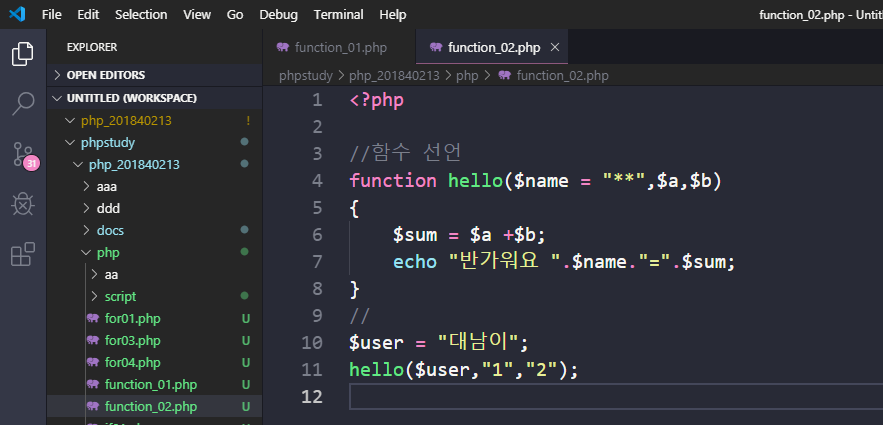 File Edit Selection View Go Debug Terminal Help function_02.php - Untitl
EXPLORER
OPEN EDITORS
UNTITLED (WORKSPACE)
php_201840213 !
phpstudy
php_201840213
aaa
ddd
docs
php
aa
script
for01.php U
for03.php U
for04.php U
function_01.php U
function_02.php U
31
function_01.php function_02.php
phpstudy > php_201840213 > php > function_02.php
1 <?php
2
3 //함수 선언
4 function hello($name = "**",$a,$b)
5 {
6 $sum = $a +$b;
7 echo "반가워요 ".$name."=".$sum;
8 }
9 //
10 $user = "대남이";
11 hello($user,"1","2");
12